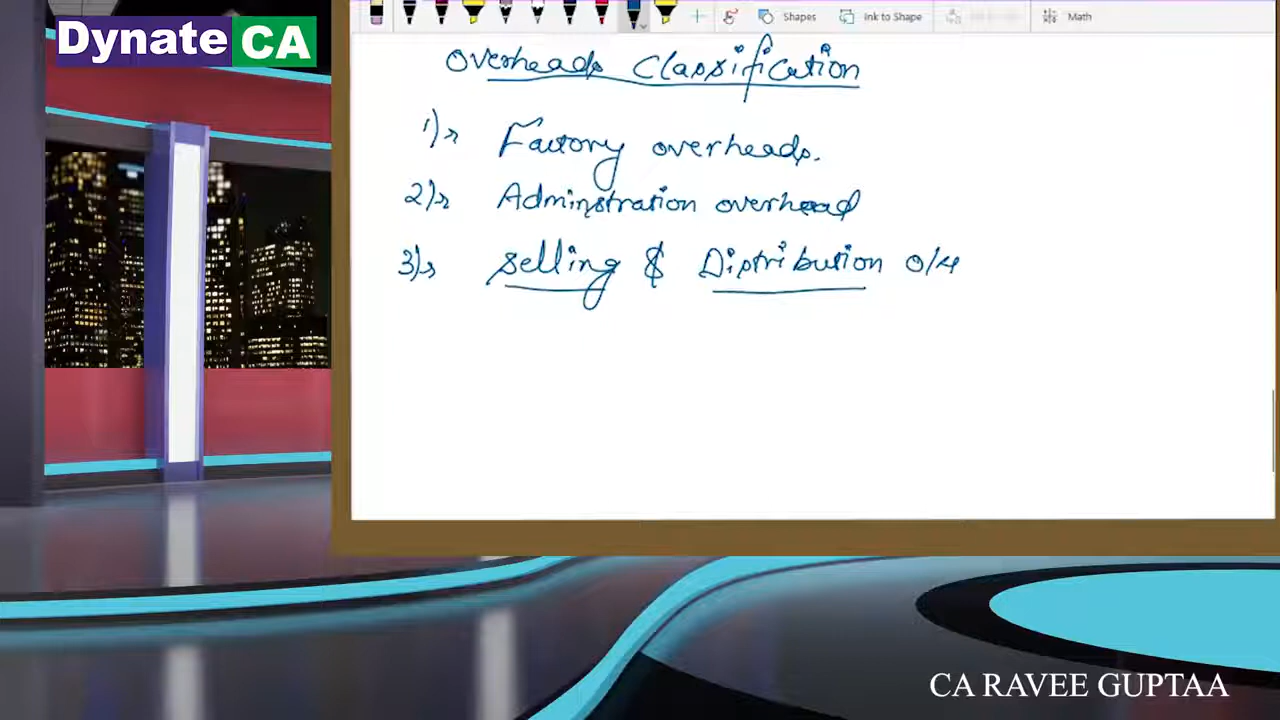 Dynate CA
Shapes Ink to Shape Math
Overheads Classification
1) Factory overheads.
2) Adminstration overhead
3) Selling & Distribution O/H
CA RAVEE GUPTAA